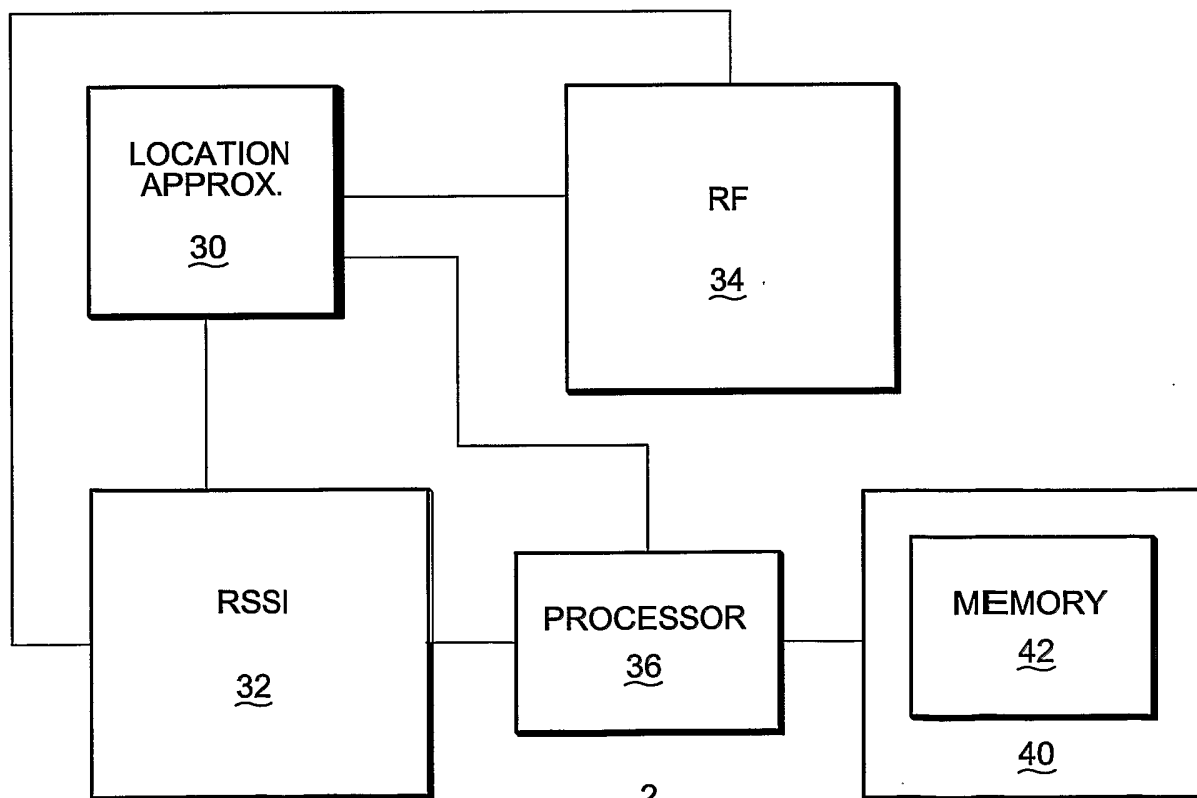 LOCATION
APPROX.
30
RF
34
RSSI
32
PROCESSOR
36
MEMORY
42
40
2